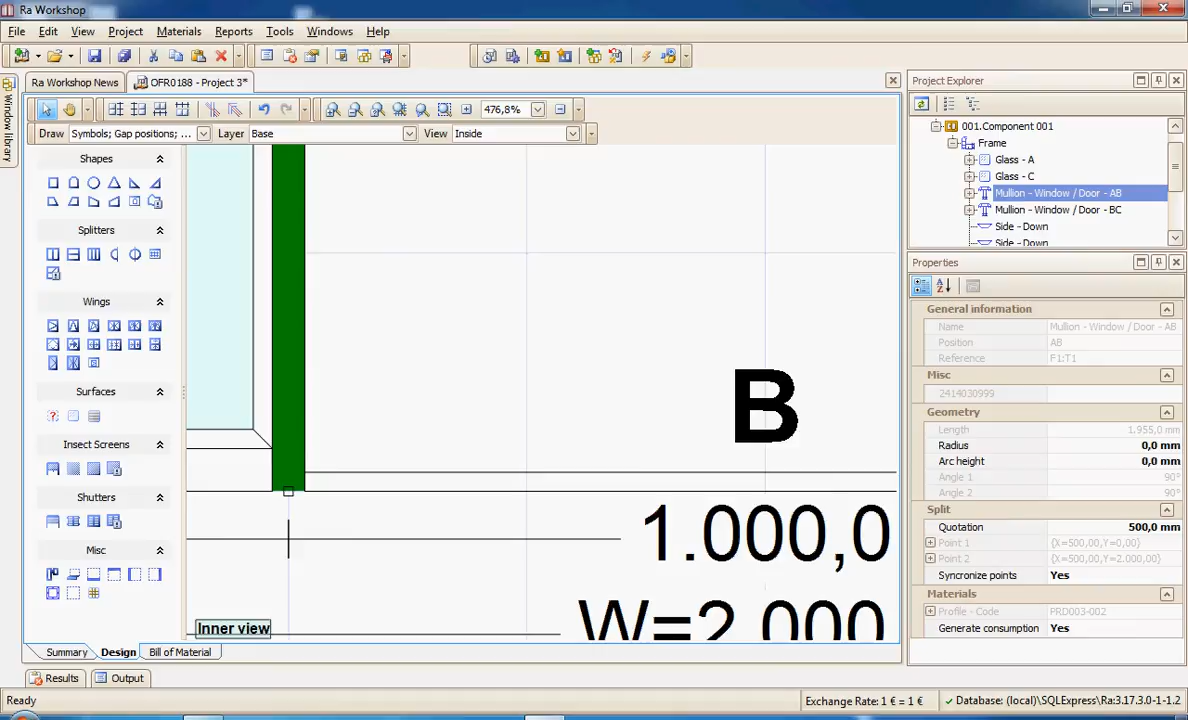 Ra Workshop
File Edit View Project Materials Reports Tools Windows Help
Window library
Ra Workshop News OFR0188 - Project 3*
476,8%
Draw Symbols; Gap positions; ... Layer Base View Inside
Shapes
Splitters
Wings
Surfaces
Insect Screens
Shutters
Misc
B
1.000,0
W=2.000
Inner view
Summary Design Bill of Material
Results Output
Project Explorer
001.Component 001
Frame
Glass - A
Glass - C
Mullion - Window / Door - AB
Mullion - Window / Door - BC
Side - Down
Side - Down
Properties
General information
Name Mullion - Window / Door - AB
Position AB
Reference F1:T1
Misc
2414030999
Geometry
Length 1.955,0 mm
Radius 0,0 mm
Arc height 0,0 mm
Angle 1 90°
Angle 2 90°
Split
Quotation 500,0 mm
Point 1 {X=500,00,Y=0,00}
Point 2 {X=500,00,Y=2.000,00}
Syncronize points Yes
Materials
Profile - Code PRD003-002
Generate consumption Yes
Ready Exchange Rate: 1 € = 1 € Database: (local)\SQLExpress\Ra:3.17.3.0-1-1.2